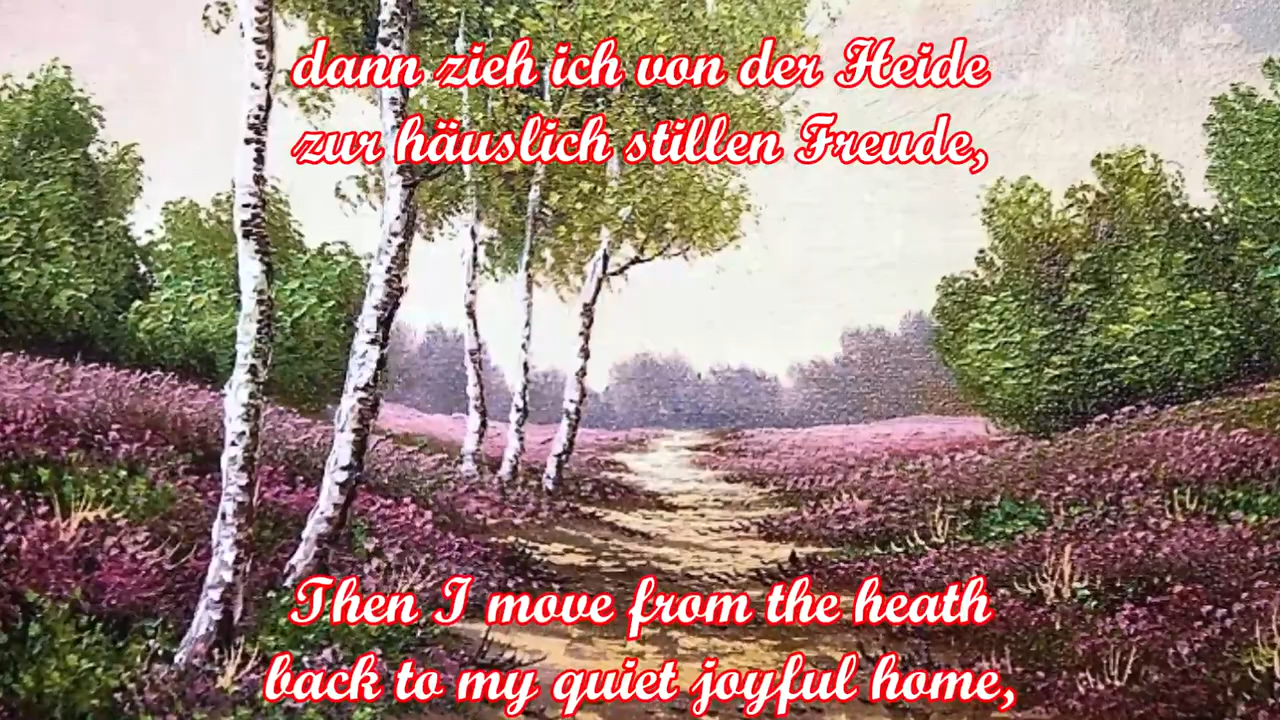 dann zieh ich von der Heide
zur häuslich stillen Freude,
Then I move from the heath
back to my quiet joyful home,